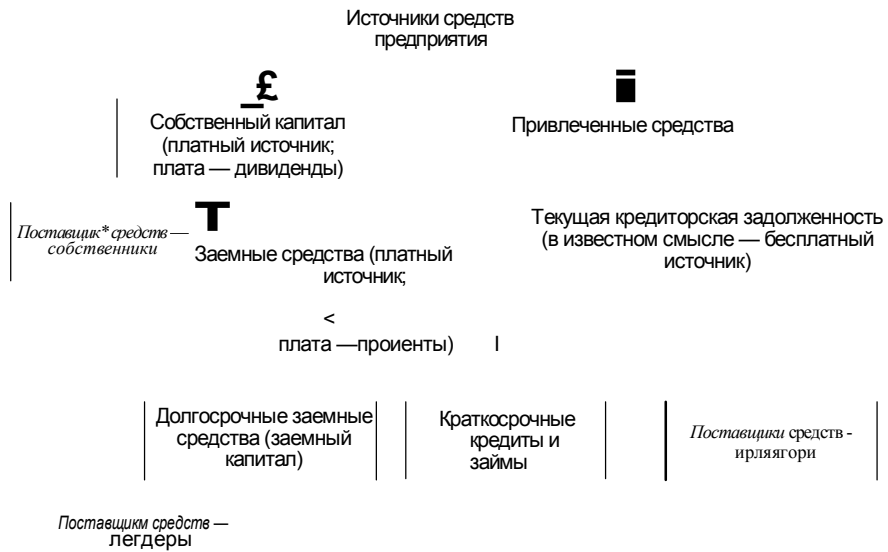 Источники средств
предприятия
_£
Собственный капитал
(платный источник;
плата — дивиденды)
Привлеченные средства
Поставщик* средств —
собственники
Т
Заемные средства (платный
источник;
Текущая кредиторская задолженность
(в известном смысле — бесплатный
источник)
<
плата —проиенты) I
Долгосрочные заемные
средства (заемный
капитал)
Краткосрочные
кредиты и
займы
Поставщики средств -
ирляягори
Поставщикм средств —
легдеры